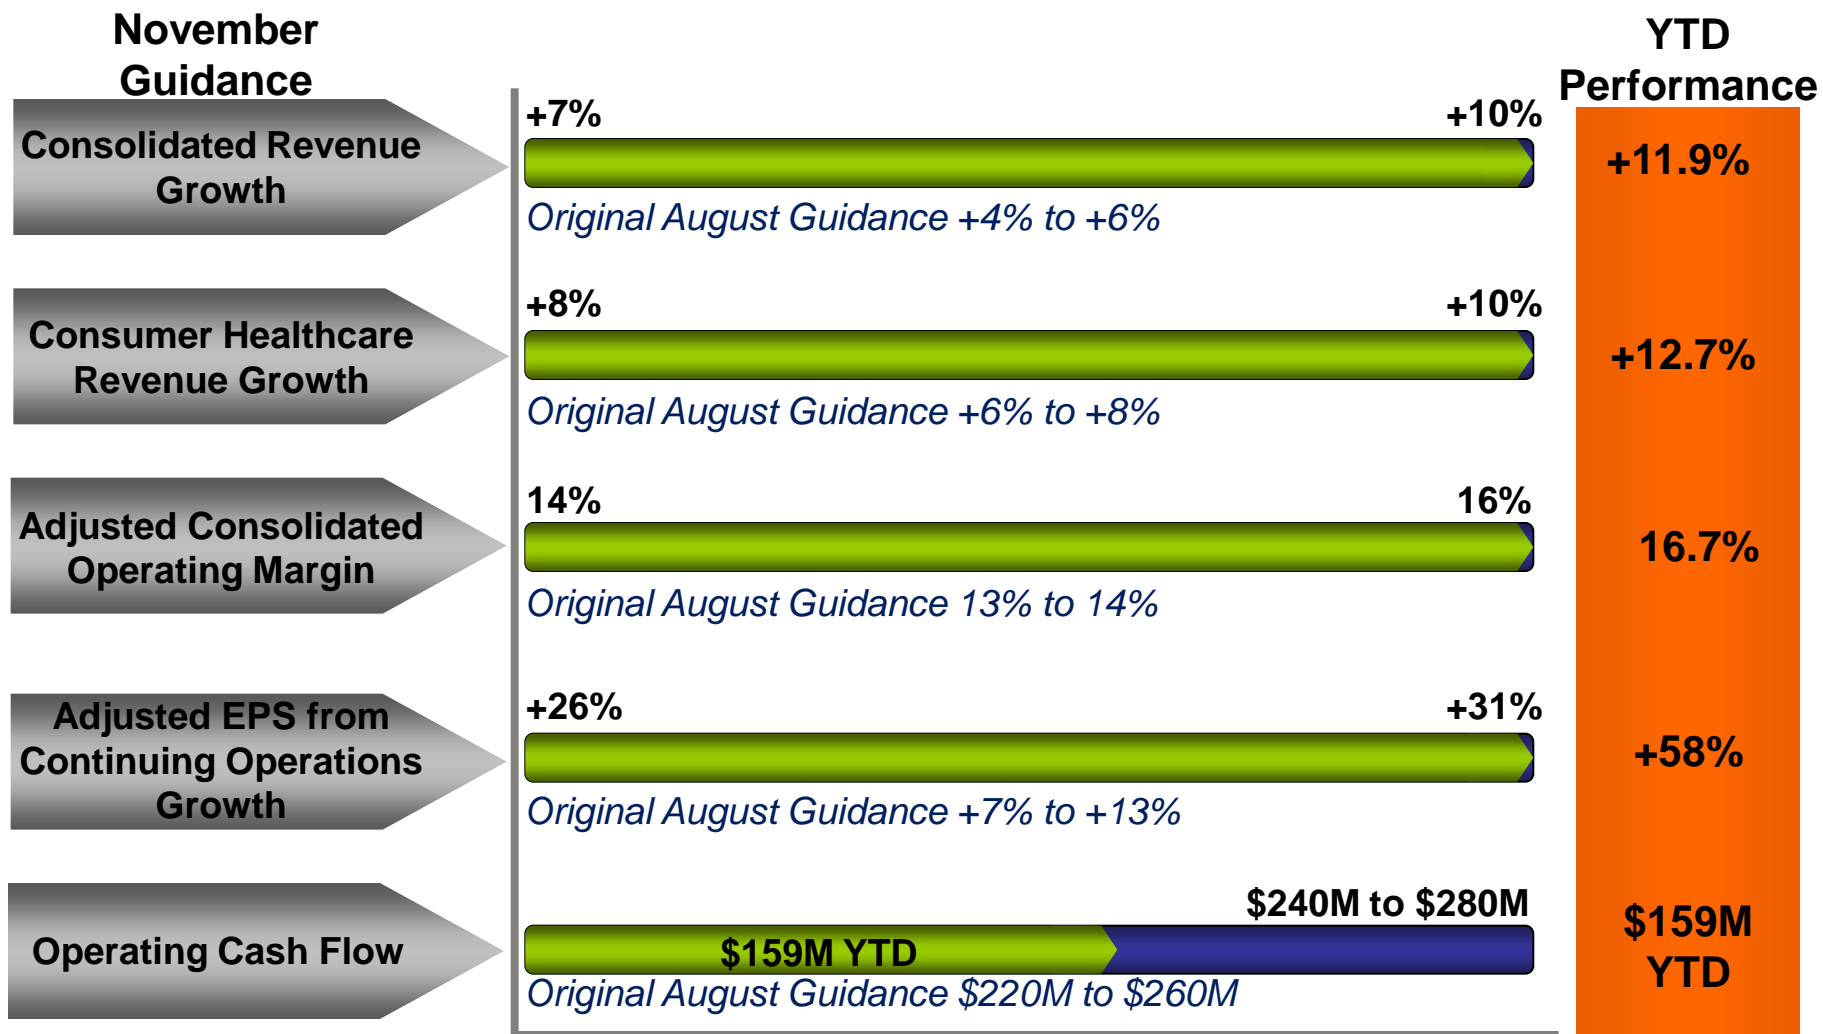 November
Guidance
YTD
Performance
Consolidated Revenue
Growth
+7%
+10%
Original August Guidance +4% to +6%
+11.9%
Consumer Healthcare
Revenue Growth
+8%
+10%
Original August Guidance +6% to +8%
+12.7%
Adjusted Consolidated
Operating Margin
14%
16%
Original August Guidance 13% to 14%
16.7%
Adjusted EPS from
Continuing Operations
Growth
+26%
+31%
Original August Guidance +7% to +13%
+58%
Operating Cash Flow
$240M to $280M
$159M YTD
Original August Guidance $220M to $260M
$159M
YTD